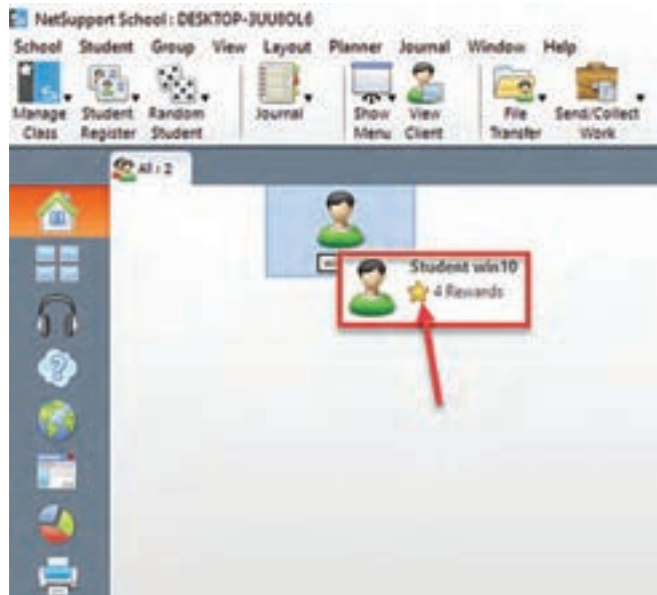 NetSupport School : DESKTOP-3UU8OL6
School Student Group View Layout Planner Journal Window Help
Manage Class
Student Register
Random Student
Journal
Show Menu
View Client
File Transfer
Send/Collect Work
All : 2
Student win10
4 Rewards